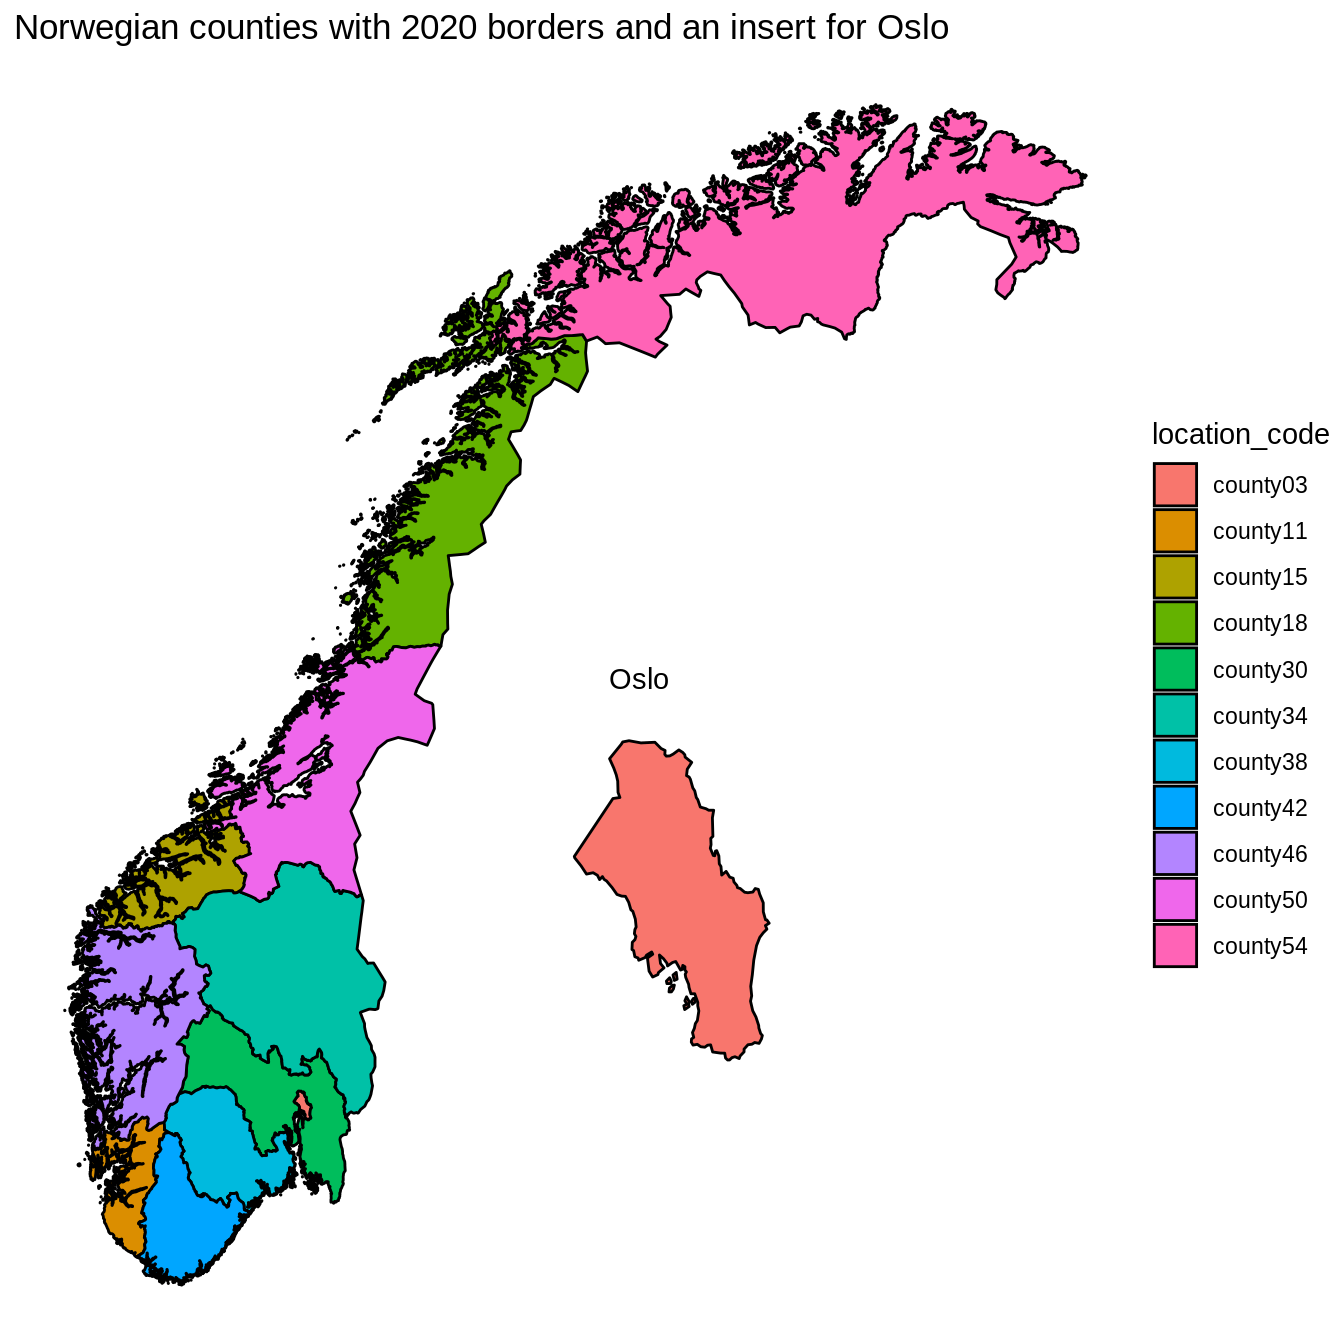 Norwegian counties with 2020 borders and an insert for Oslo
location_code
county03
county11
county15
county18
county30
county34
county38
county42
county46
county50
county54
Oslo